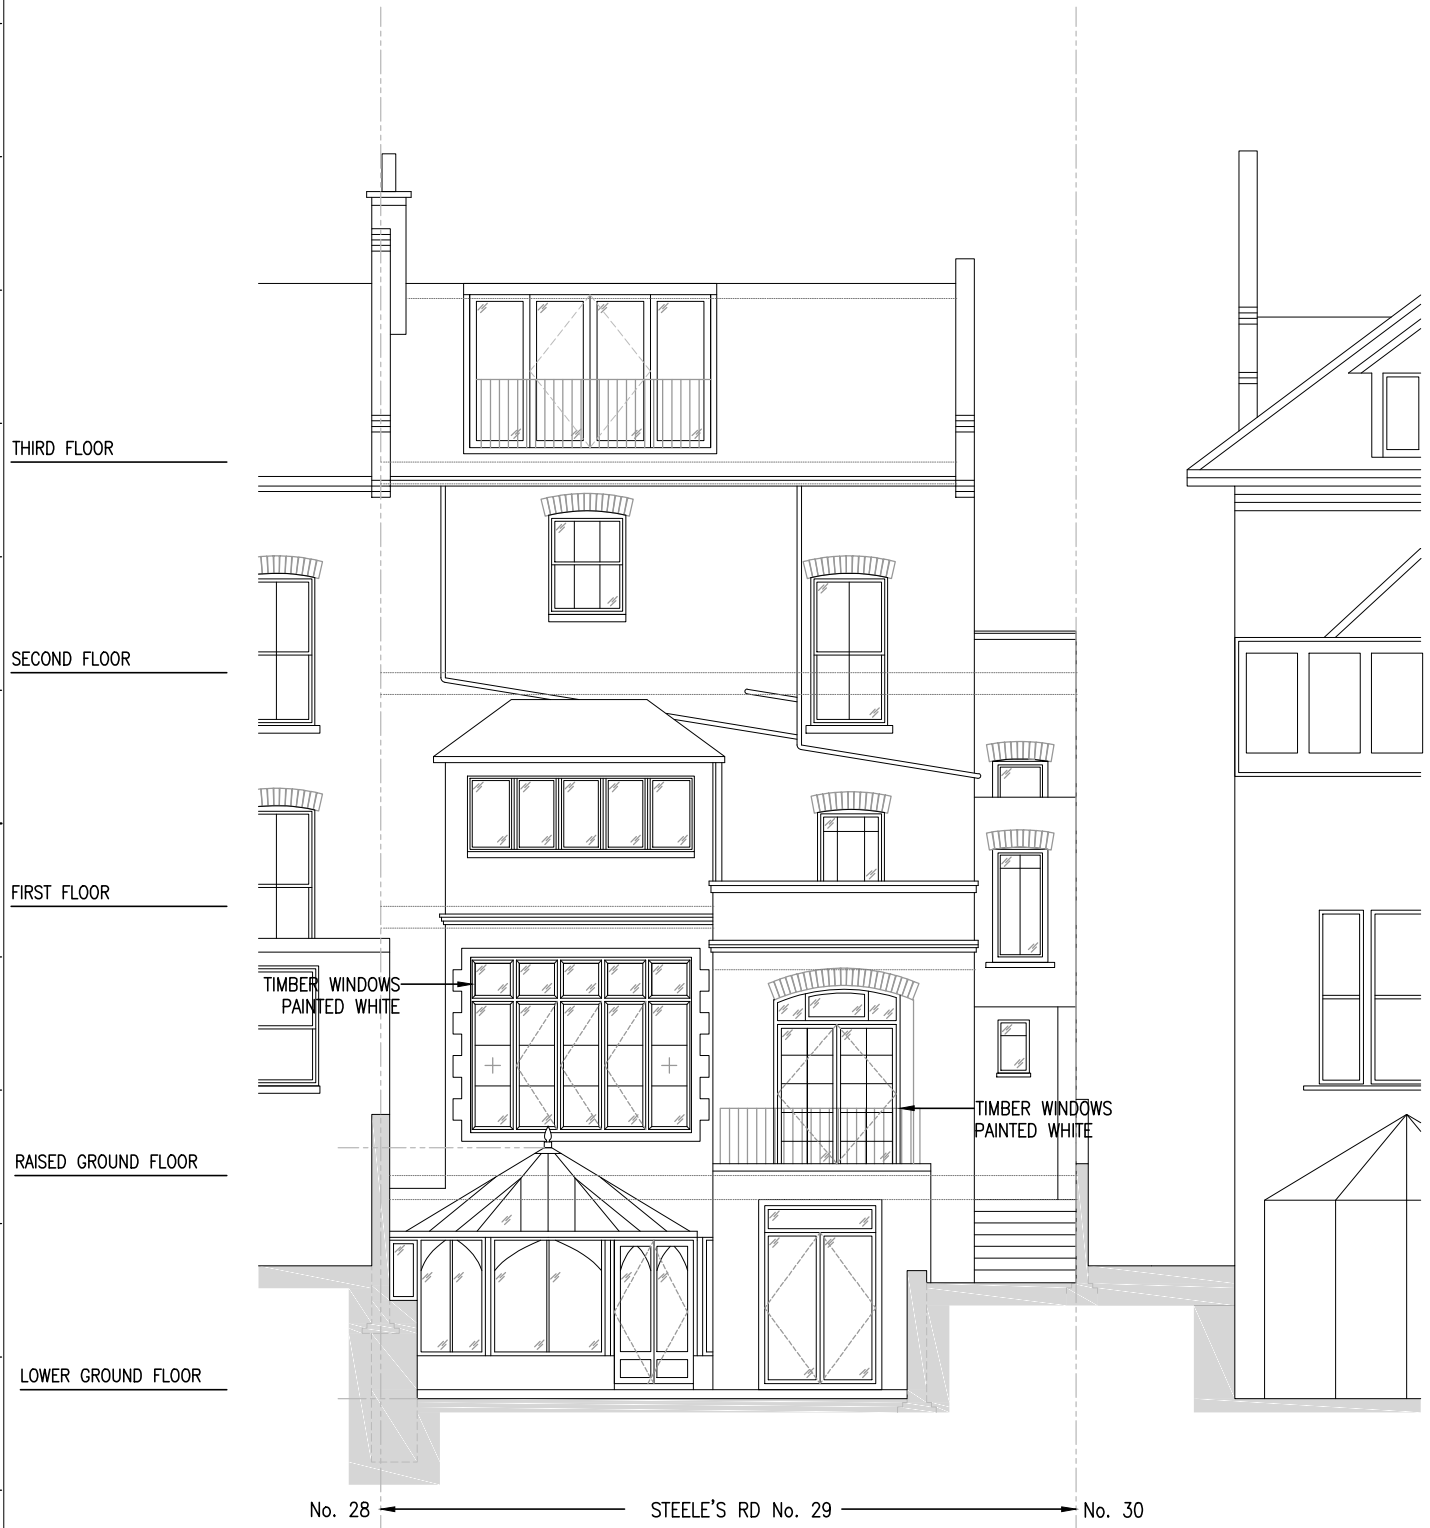 THIRD FLOOR
SECOND FLOOR
FIRST FLOOR
TIMBER WINDOWS
PAINTED WHITE
TIMBER WINDOWS
PAINTED WHITE
RAISED GROUND FLOOR
LOWER GROUND FLOOR
No. 28
STEELE'S RD No. 29
No. 30